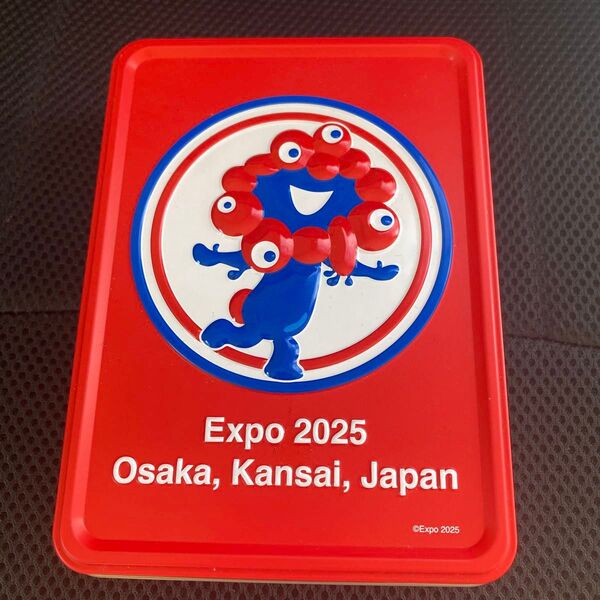 Expo 2025
Osaka, Kansai, Japan
©Expo 2025